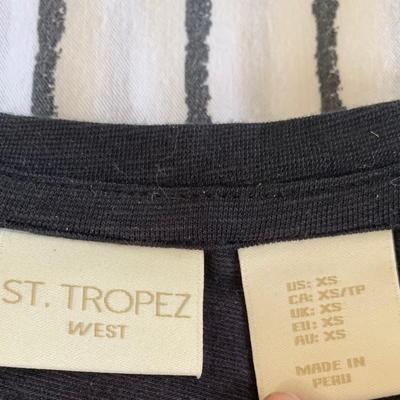 ST. TROPEZ
WEST
US: XS
CA: XS/TP
UK: XS
EU: XS
AU: XS
MADE IN
PERU